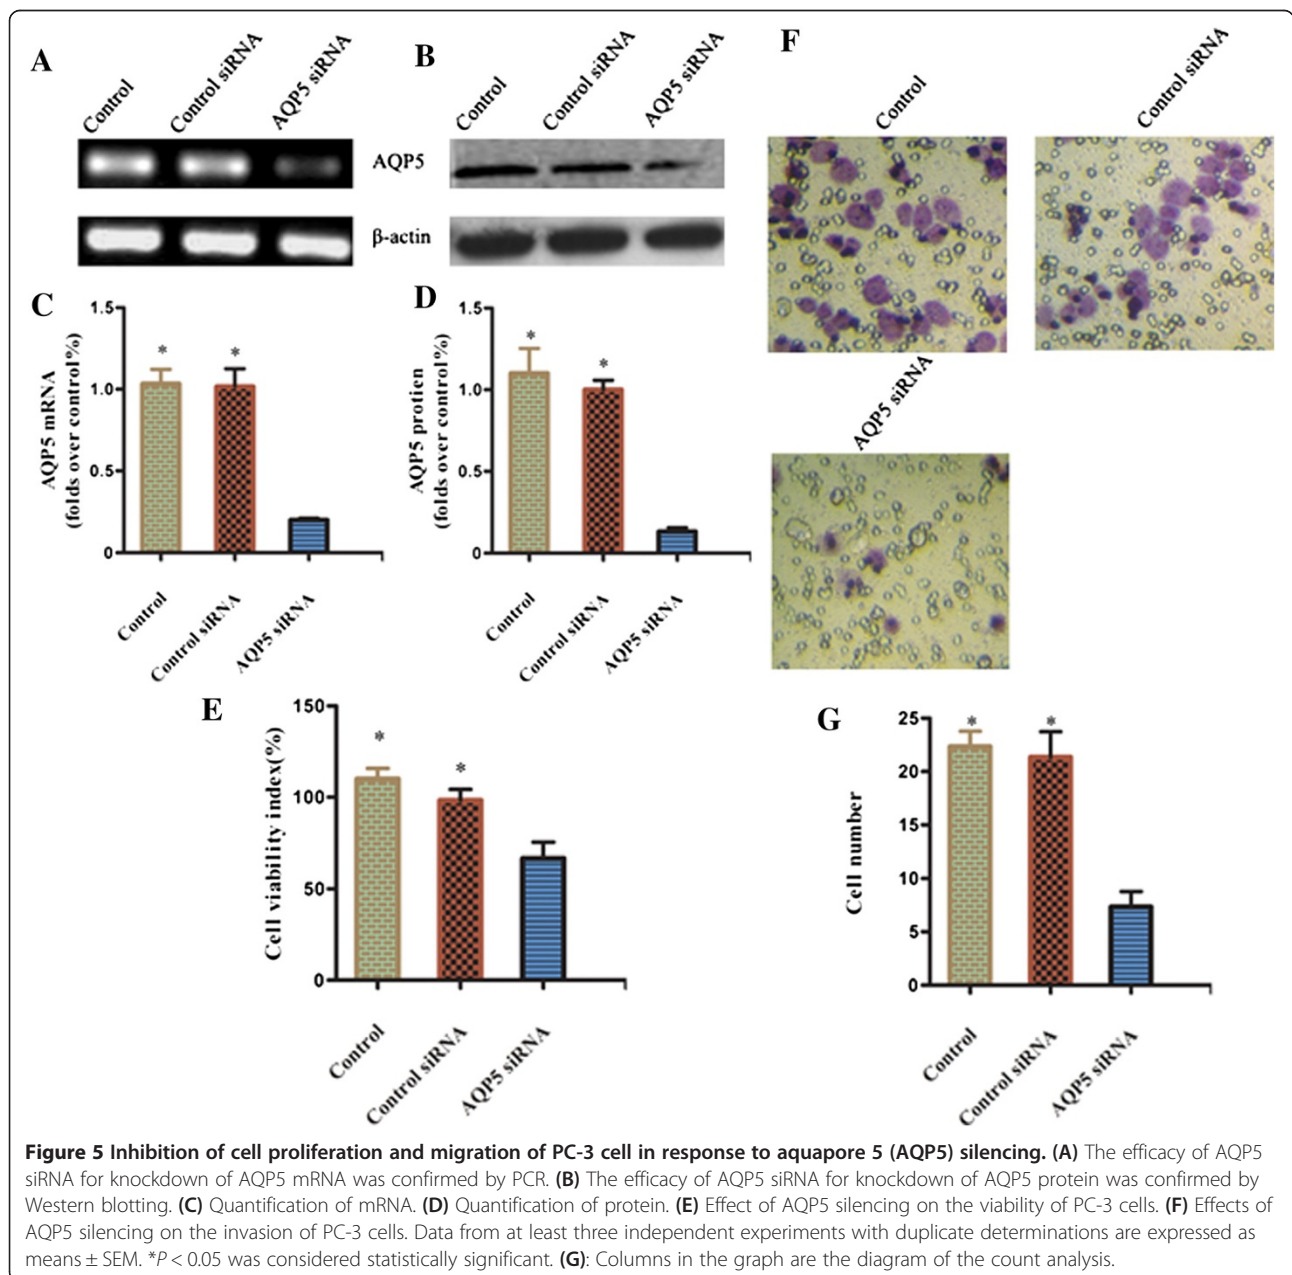 A
Control
Control siRNA
AQP5 siRNA
AQP5
β-actin
B
Control
Control siRNA
AQP5 siRNA
F
Control
Control siRNA
AQP5 siRNA
C
AQP5 mRNA
(folds over control%)
1.5
1.0
0.5
0
*
*
Control
Control siRNA
AQP5 siRNA
D
AQP5 protien
(folds over control%)
1.5
1.0
0.5
0
*
*
Control
Control siRNA
AQP5 siRNA
E
Cell viability index(%)
150
100
50
0
*
*
Control
Control siRNA
AQP5 siRNA
G
Cell number
25
20
15
10
5
0
*
*
Control
Control siRNA
AQP5 siRNA
Figure 5 Inhibition of cell proliferation and migration of PC-3 cell in response to aquapore 5 (AQP5) silencing. (A) The efficacy of AQP5
siRNA for knockdown of AQP5 mRNA was confirmed by PCR. (B) The efficacy of AQP5 siRNA for knockdown of AQP5 protein was confirmed by
Western blotting. (C) Quantification of mRNA. (D) Quantification of protein. (E) Effect of AQP5 silencing on the viability of PC-3 cells. (F) Effects of
AQP5 silencing on the invasion of PC-3 cells. Data from at least three independent experiments with duplicate determinations are expressed as
means ± SEM. *P < 0.05 was considered statistically significant. (G): Columns in the graph are the diagram of the count analysis.